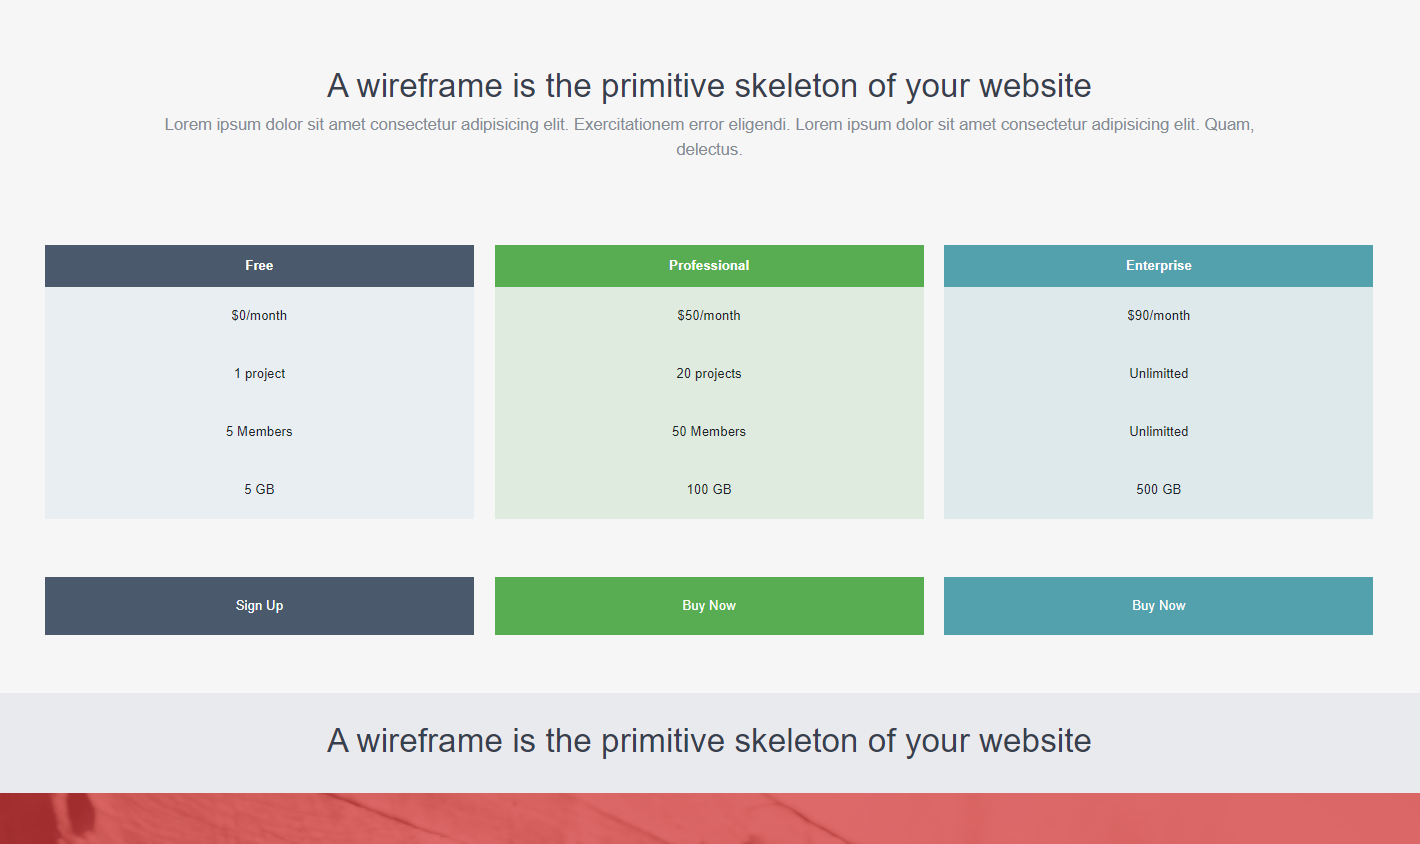 A wireframe is the primitive skeleton of your website
Lorem ipsum dolor sit amet consectetur adipisicing elit. Exercitationem error eligendi. Lorem ipsum dolor sit amet consectetur adipisicing elit. Quam,
delectus.
Free
Professional
Enterprise
$0/month
$50/month
$90/month
1 project
20 projects
Unlimitted
5 Members
50 Members
Unlimitted
5 GB
100 GB
500 GB
Sign Up
Buy Now
Buy Now
A wireframe is the primitive skeleton of your website